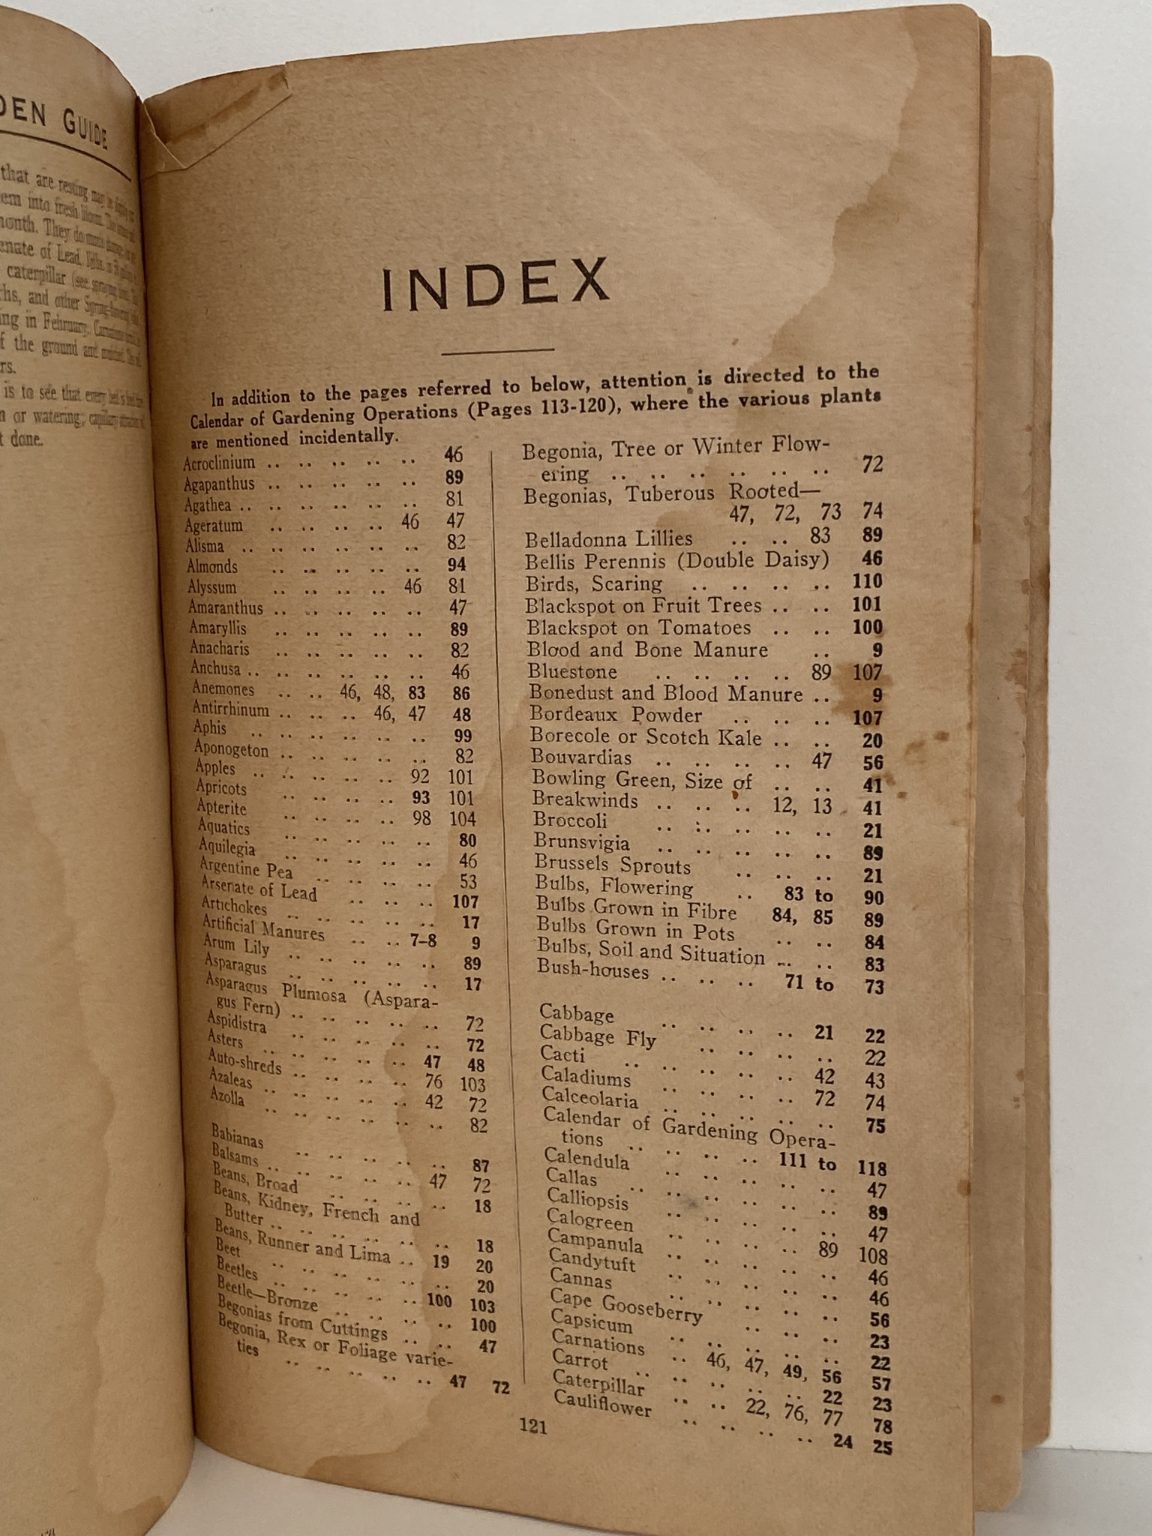 DEN GUIDE
that are resting may be
em into fresh bloom.
month. They do much damage
enate of Lead,
caterpillar (see spraying
ths, and other Spring-flowering
ing in February, Carnations
f the ground and
rs.
is to see that every
n or watering; capillary
t done.
INDEX
In addition to the pages referred to below, attention is directed to the
Calendar of Gardening Operations (Pages 113-120), where the various plants
are mentioned incidentally.
Acroclinium .. .. .. .. .. 46
Agapanthus .. .. .. .. .. 89
Agathea .. .. .. .. .. .. 81
Ageratum .. .. .. .. 46 47
Alisma .. .. .. .. .. .. 82
Almonds .. .. .. .. .. 94
Alyssum .. .. .. .. 46 81
Amaranthus .. .. .. .. .. 47
Amaryllis .. .. .. .. .. 89
Anacharis .. .. .. .. .. 82
Anchusa .. .. .. .. .. .. 46
Anemones .. .. 46, 48, 83 86
Antirrhinum .. .. .. 46, 47 48
Aphis .. .. .. .. .. .. 99
Aponogeton .. .. .. .. .. 82
Apples .. .. .. .. .. 92 101
Apricots .. .. .. .. 93 101
Apterite .. .. .. .. 98 104
Aquatics .. .. .. .. .. 80
Aquilegia .. .. .. .. .. 46
Argentine Pea .. .. .. .. 53
Arsenate of Lead .. .. .. .. 107
Artichokes .. .. .. .. .. 17
Artificial Manures .. .. 7-8 9
Arum Lily .. .. .. .. .. 89
Asparagus .. .. .. .. .. 17
Asparagus Plumosa (Aspara-
gus Fern) .. .. .. .. .. 72
Aspidistra .. .. .. .. .. 72
Asters .. .. .. .. .. 47 48
Auto-shreds .. .. .. .. 76 103
Azaleas .. .. .. .. .. 42 72
Azolla .. .. .. .. .. 82
Babianas .. .. .. .. .. 87
Balsams .. .. .. .. .. 47 72
Beans, Broad .. .. .. .. 18
Beans, Kidney, French and
Butter .. .. .. .. .. .. 18
Beans, Runner and Lima .. 19 20
Beet .. .. .. .. .. .. 20
Beetles .. .. .. .. .. 100 103
Beetle—Bronze .. .. .. .. 100
Begonias from Cuttings .. .. 47
Begonia, Rex or Foliage varie-
ties .. .. .. .. .. 47 72
Begonia, Tree or Winter Flow-
ering .. .. .. .. .. .. 72
Begonias, Tuberous Rooted—
47, 72, 73 74
Belladonna Lillies .. .. 83 89
Bellis Perennis (Double Daisy) 46
Birds, Scaring .. .. .. .. 110
Blackspot on Fruit Trees .. .. 101
Blackspot on Tomatoes .. .. 100
Blood and Bone Manure .. 9
Bluestone .. .. .. .. 89 107
Bonedust and Blood Manure .. 9
Bordeaux Powder .. .. .. 107
Borecole or Scotch Kale .. .. 20
Bouvardias .. .. .. .. 47 56
Bowling Green, Size of .. .. 41
Breakwinds .. .. .. 12, 13 41
Broccoli .. .. .. .. .. 21
Brunsvigia .. .. .. .. .. 89
Brussels Sprouts .. .. .. 21
Bulbs, Flowering .. 83 to 90
Bulbs Grown in Fibre 84, 85 89
Bulbs Grown in Pots .. .. 84
Bulbs, Soil and Situation .. .. 83
Bush-houses .. .. .. 71 to 73
Cabbage .. .. .. .. 21 22
Cabbage Fly .. .. .. .. 22
Cacti .. .. .. .. .. 42 43
Caladiums .. .. .. .. 72 74
Calceolaria .. .. .. .. .. 75
Calendar of Gardening Opera-
tions .. .. .. .. 111 to 118
Calendula .. .. .. .. .. 47
Callas .. .. .. .. .. .. 89
Calliopsis .. .. .. .. .. 47
Calogreen .. .. .. .. 89 108
Campanula .. .. .. .. .. 46
Candytuft .. .. .. .. .. 46
Cannas .. .. .. .. .. 56
Cape Gooseberry .. .. .. 23
Capsicum .. .. .. .. .. 22
Carnations .. 46, 47, 49, 56 57
Carrot .. .. .. .. .. 22 23
Caterpillar .. .. 22, 76, 77 78
Cauliflower .. .. .. .. 24 25
121